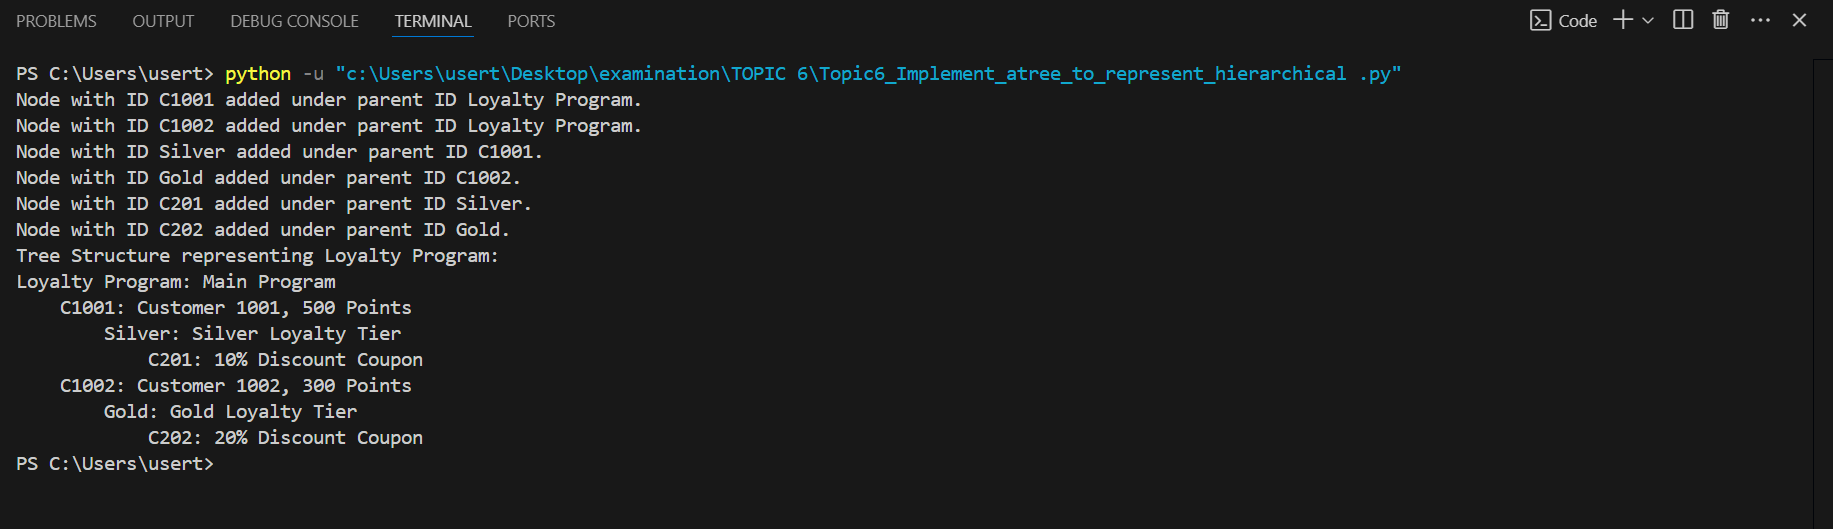 PROBLEMS OUTPUT DEBUG CONSOLE TERMINAL PORTS Code
PS C:\Users\usert> python -u "c:\Users\usert\Desktop\examination\TOPIC 6\Topic6_Implement_atree_to_represent_hierarchical .py"
Node with ID C1001 added under parent ID Loyalty Program.
Node with ID C1002 added under parent ID Loyalty Program.
Node with ID Silver added under parent ID C1001.
Node with ID Gold added under parent ID C1002.
Node with ID C201 added under parent ID Silver.
Node with ID C202 added under parent ID Gold.
Tree Structure representing Loyalty Program:
Loyalty Program: Main Program
    C1001: Customer 1001, 500 Points
        Silver: Silver Loyalty Tier
            C201: 10% Discount Coupon
    C1002: Customer 1002, 300 Points
        Gold: Gold Loyalty Tier
            C202: 20% Discount Coupon
PS C:\Users\usert>